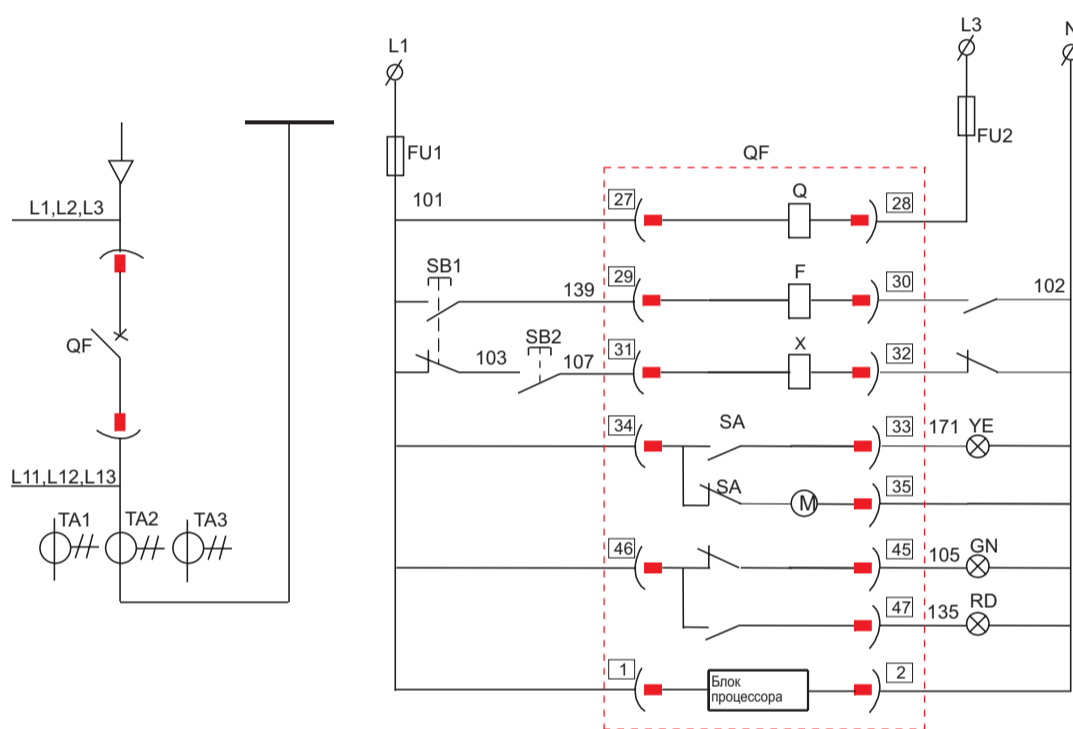 L1,L2,L3
QF
L11,L12,L13
TA1 TA2 TA3
L1
L3
N
FU1
FU2
QF
101
27
Q
28
SB1
139
29
F
30
102
103
SB2
107
31
X
32
34
SA
33
171
YE
SA
M
35
46
45
105
GN
47
135
RD
1
Блок
процессора
2